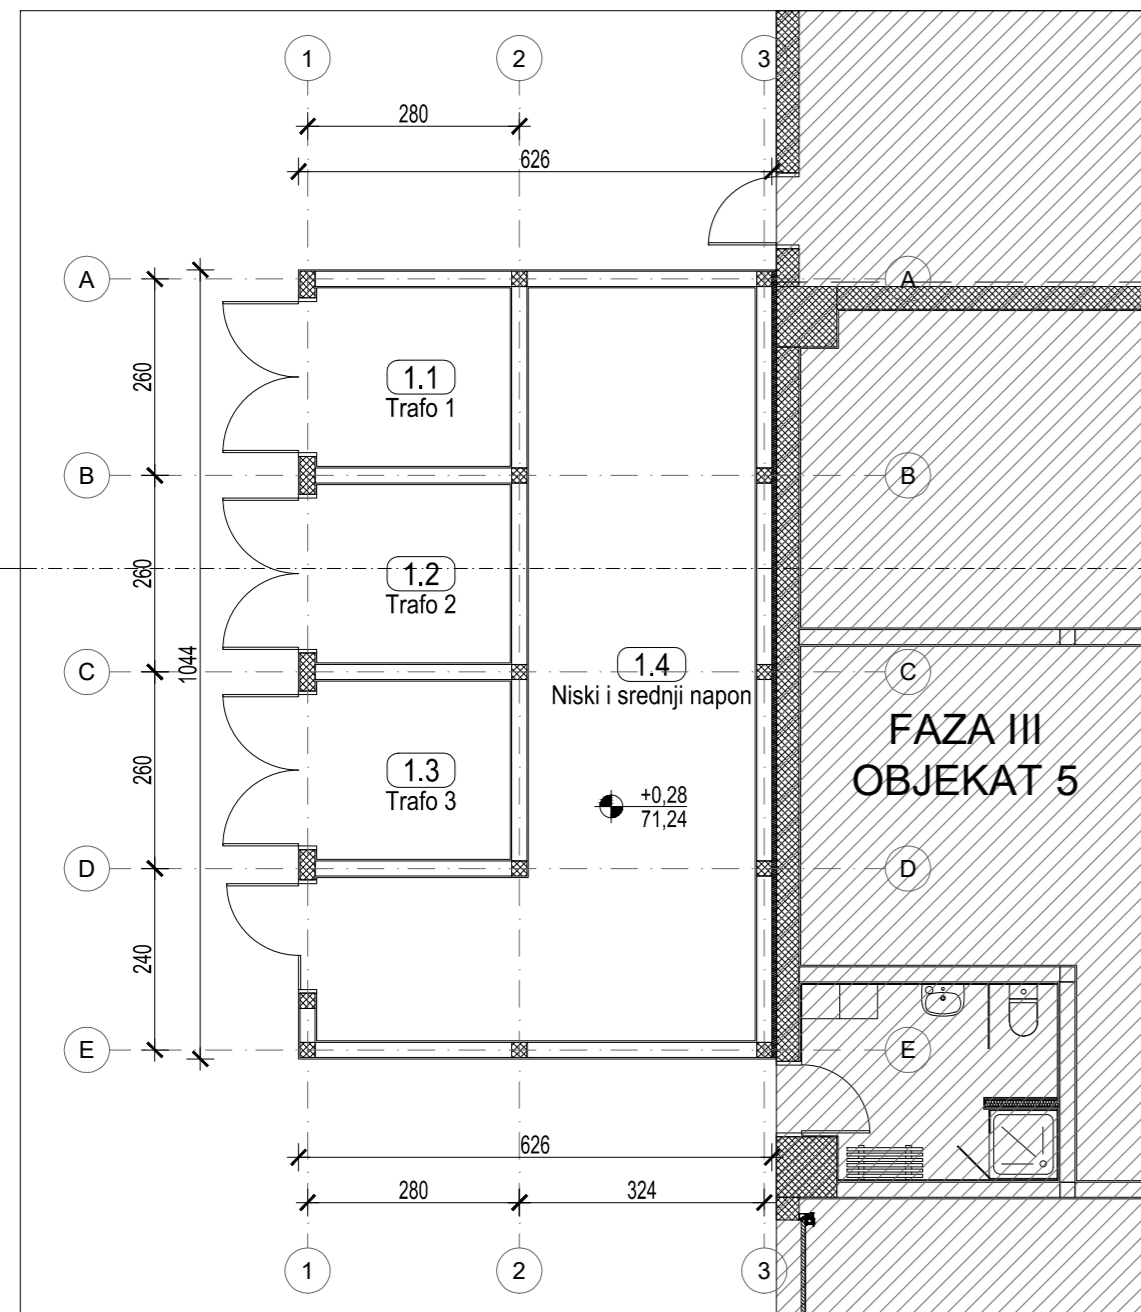 1
2
3
280
626
A
A
260
1.1
Trafo 1
B
B
260
1.2
Trafo 2
1044
1.4
Niski i srednji napon
C
C
FAZA III
OBJEKAT 5
260
1.3
Trafo 3
+0,28
71,24
D
D
240
E
E
626
280
324
1
2
3